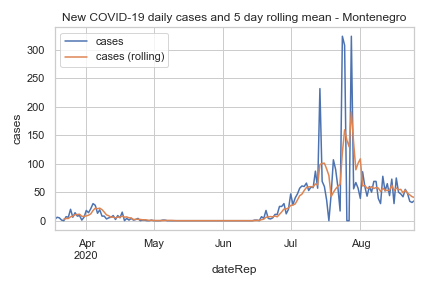 New COVID-19 daily cases and 5 day rolling mean - Montenegro
cases
cases (rolling)
300
250
200
150
100
50
0
cases
Apr
2020
May
Jun
Jul
Aug
dateRep